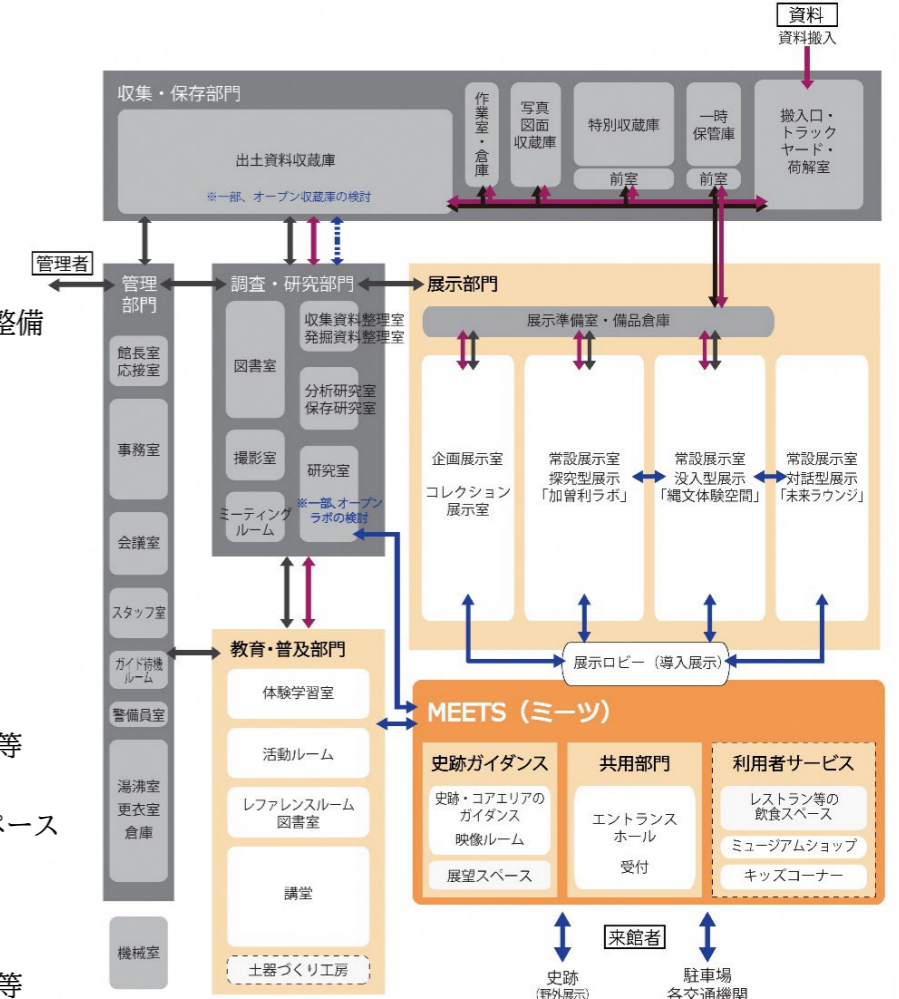 資料
資料搬入
収集・保存部門
出土資料収蔵庫
※一部、オープン収蔵庫の検討
作業室・倉庫
写真
図面
収蔵庫
特別収蔵庫
前室
一時
保管庫
前室
搬入口・
トラック
ヤード・
荷解室
管理者
管理
部門
館長室
応接室
事務室
会議室
スタッフ室
ガイド待機
ルーム
警備員室
湯沸室
更衣室
倉庫
機械室
整備
等
ペース
等
調査・研究部門
図書室
収集資料整理室
発掘資料整理室
分析研究室
保存研究室
撮影室
研究室
※一部、オープン
ラボの検討
ミーティング
ルーム
教育・普及部門
体験学習室
活動ルーム
レファレンスルーム
図書室
講堂
土器づくり工房
展示部門
展示準備室・備品倉庫
企画展示室
コレクション
展示室
常設展示室
探究型展示
「加曽利ラボ」
常設展示室
没入型展示
「縄文体験空間」
常設展示室
対話型展示
「未来ラウンジ」
展示ロビー（導入展示）
MEETS（ミーツ）
史跡ガイダンス
史跡・コアエリアの
ガイダンス
映像ルーム
展望スペース
共用部門
エントランス
ホール
受付
利用者サービス
レストラン等の
飲食スペース
ミュージアムショップ
キッズコーナー
来館者
史跡
(野外展示)
駐車場
各交通機関